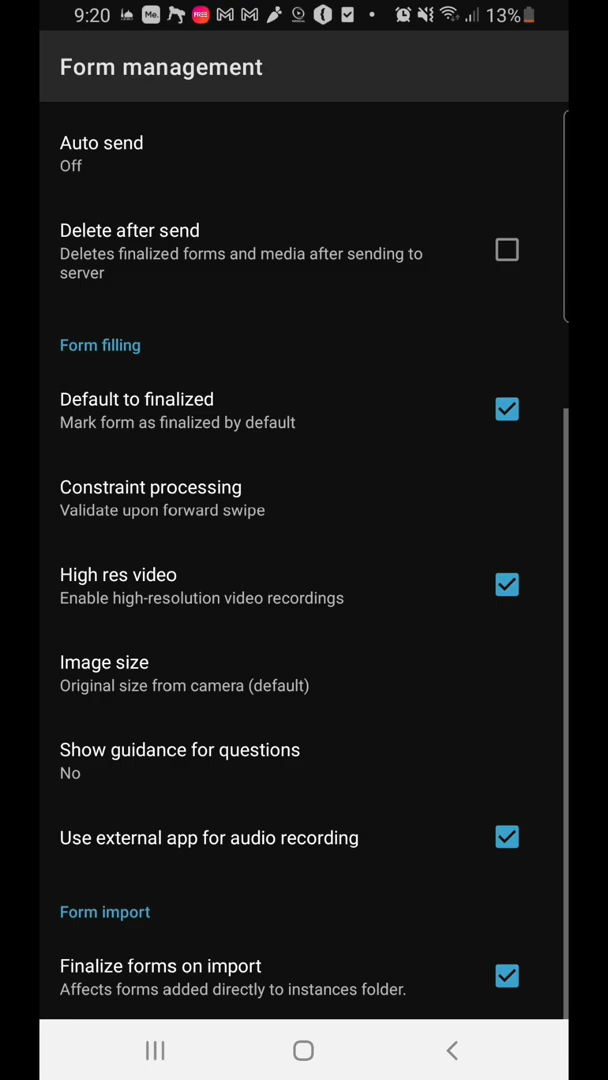 9:20 Me. FREE 13%
Form management
Auto send
Off
Delete after send
Deletes finalized forms and media after sending to
server
Form filling
Default to finalized
Mark form as finalized by default
Constraint processing
Validate upon forward swipe
High res video
Enable high-resolution video recordings
Image size
Original size from camera (default)
Show guidance for questions
No
Use external app for audio recording
Form import
Finalize forms on import
Affects forms added directly to instances folder.